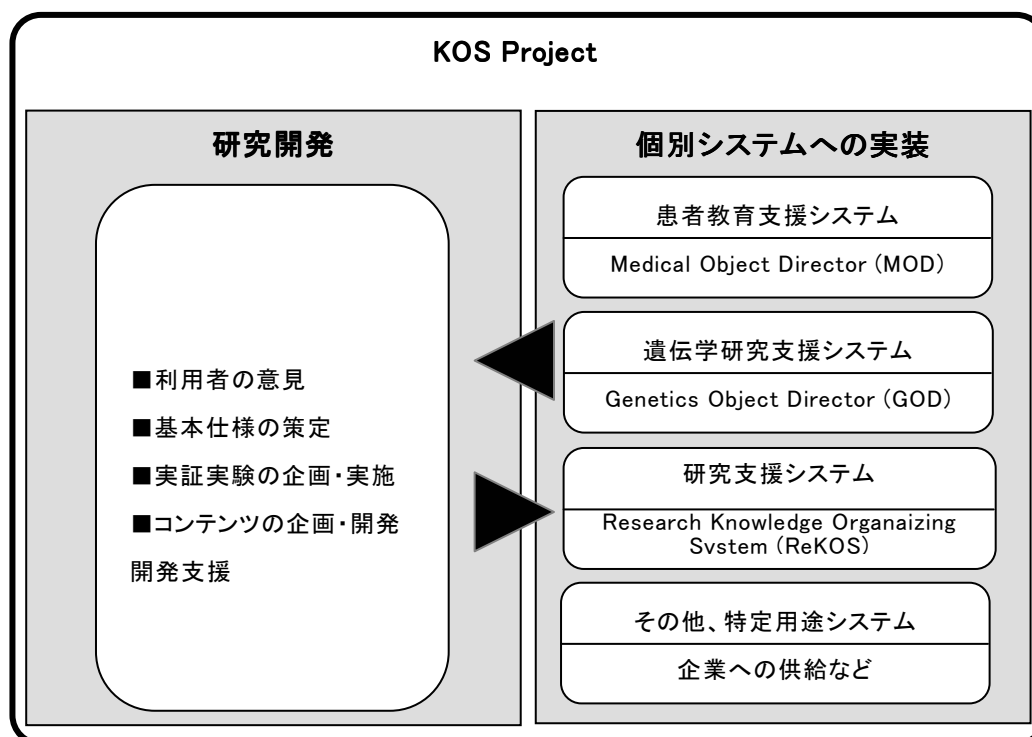 KOS Project
研究開発
■利用者の意見
■基本仕様の策定
■実証実験の企画・実施
■コンテンツの企画・開発
開発支援
個別システムへの実装
患者教育支援システム
Medical Object Director (MOD)
遺伝学研究支援システム
Genetics Object Director (GOD)
研究支援システム
Research Knowledge Organaizing
System (ReKOS)
その他、特定用途システム
企業への供給など